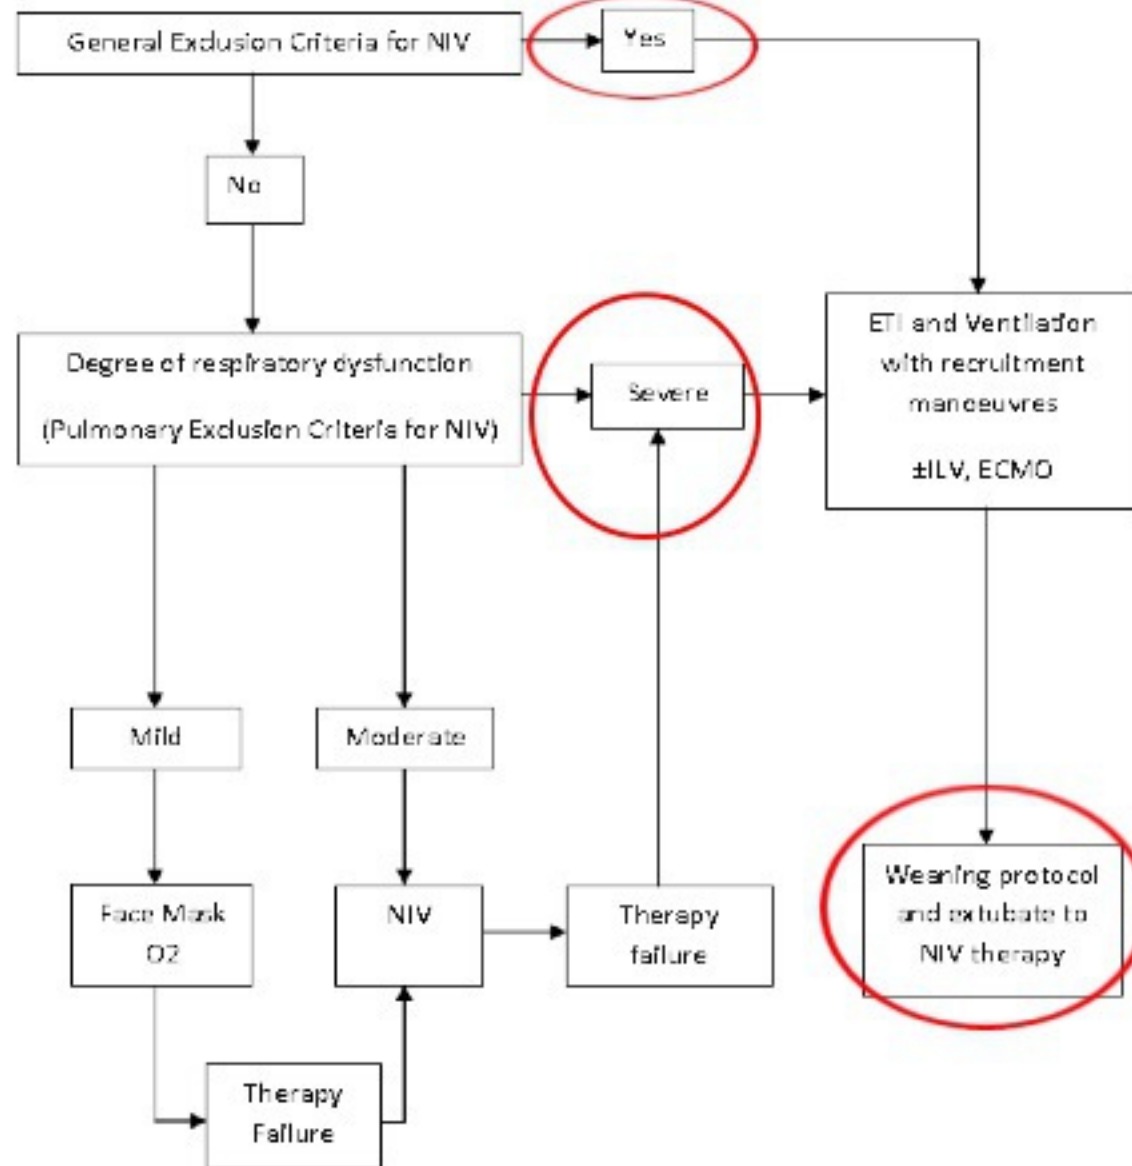 General Exclusion Criteria for NIV
Yes
No
Degree of respiratory dysfunction
(Pulmonary Exclusion Criteria for NIV)
Severe
ETI and Ventilation
with recruitment
manoeuvres
±ILV, ECMO
Mild
Moderate
Face Mask
O2
NIV
Therapy
failure
Weaning protocol
and extubate to
NIV therapy
Therapy
Failure